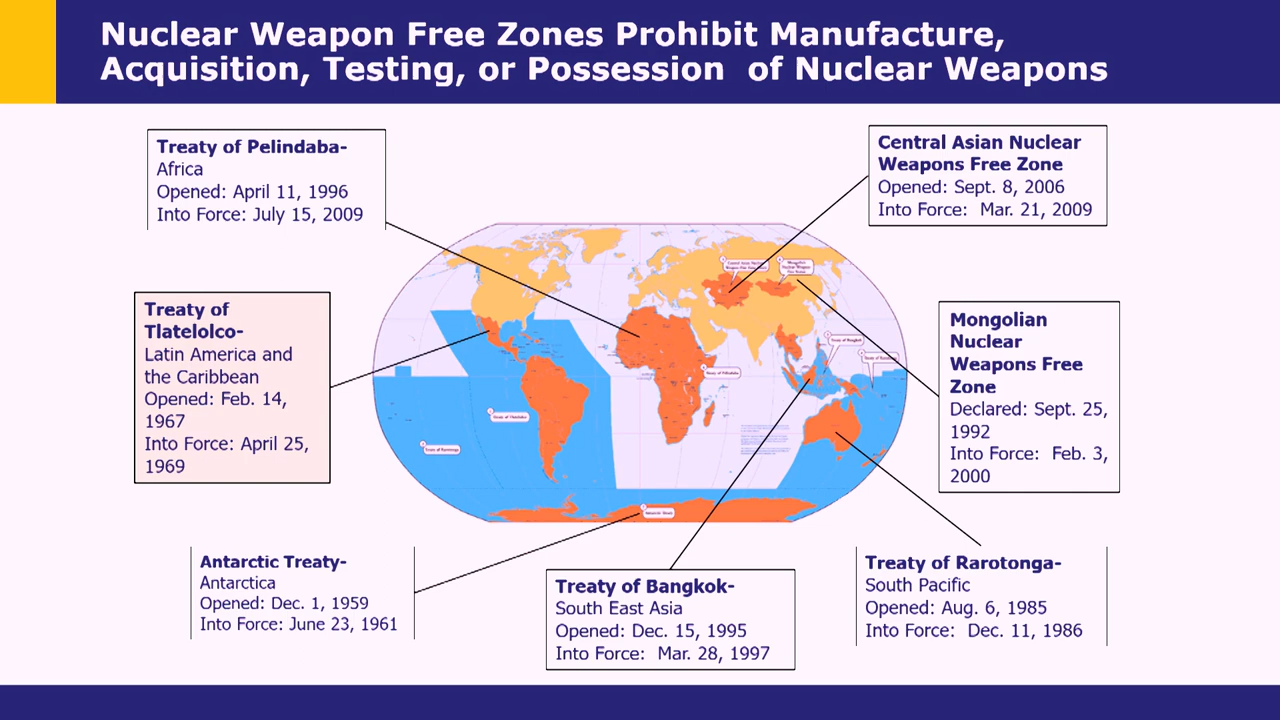 Nuclear Weapon Free Zones Prohibit Manufacture,
Acquisition, Testing, or Possession of Nuclear Weapons
Treaty of Pelindaba-
Africa
Opened: April 11, 1996
Into Force: July 15, 2009
Central Asian Nuclear
Weapons Free Zone
Opened: Sept. 8, 2006
Into Force: Mar. 21, 2009
Treaty of
Tlatelolco-
Latin America and
the Caribbean
Opened: Feb. 14,
1967
Into Force: April 25,
1969
Mongolian
Nuclear
Weapons Free
Zone
Declared: Sept. 25,
1992
Into Force: Feb. 3,
2000
Antarctic Treaty-
Antarctica
Opened: Dec. 1, 1959
Into Force: June 23, 1961
Treaty of Bangkok-
South East Asia
Opened: Dec. 15, 1995
Into Force: Mar. 28, 1997
Treaty of Rarotonga-
South Pacific
Opened: Aug. 6, 1985
Into Force: Dec. 11, 1986